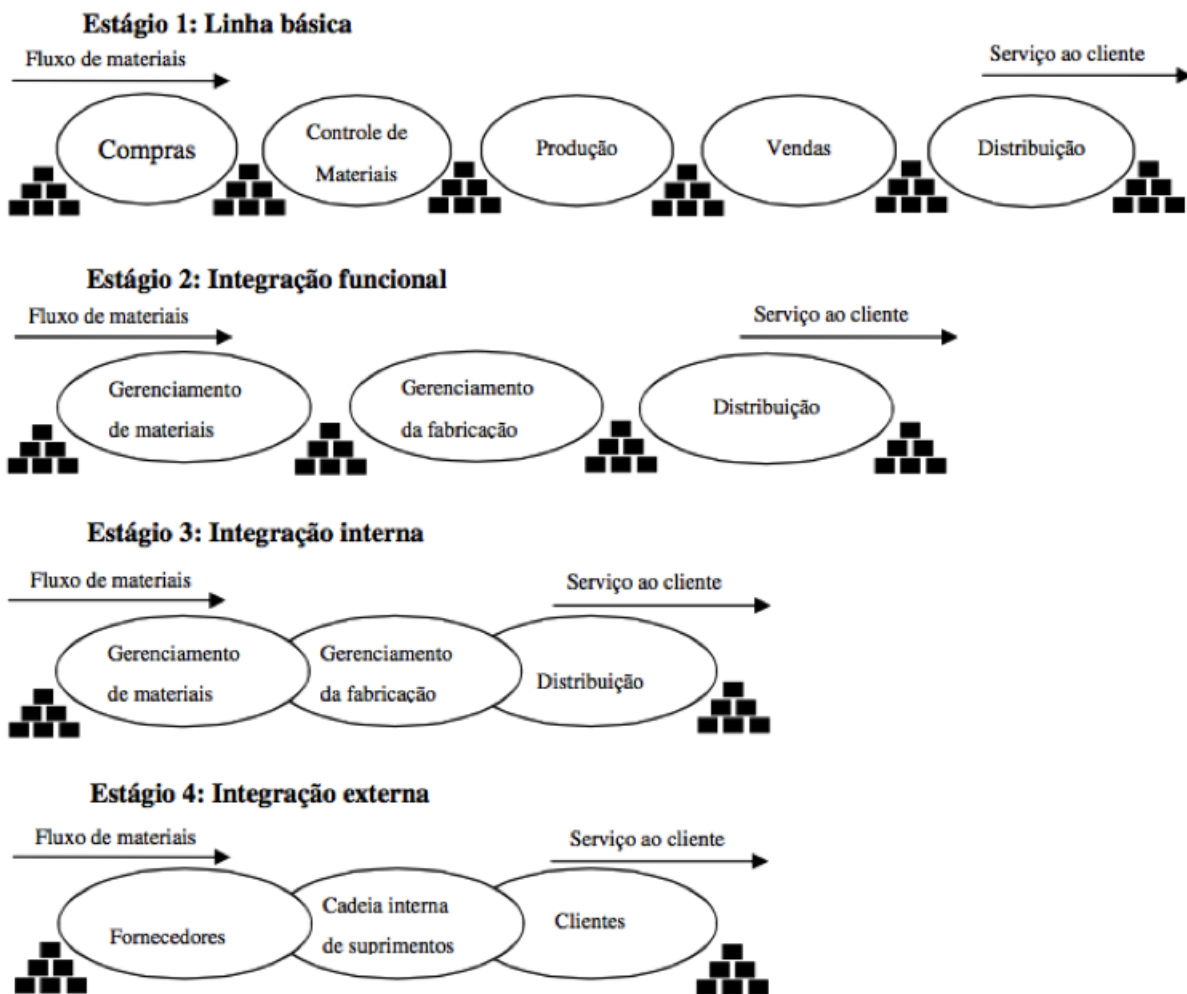 Estágio 1: Linha básica
Fluxo de materiais
Serviço ao cliente
Compras
Controle de
Materiais
Produção
Vendas
Distribuição
Estágio 2: Integração funcional
Fluxo de materiais
Serviço ao cliente
Gerenciamento
de materiais
Gerenciamento
da fabricação
Distribuição
Estágio 3: Integração interna
Fluxo de materiais
Serviço ao cliente
Gerenciamento
de materiais
Gerenciamento
da fabricação
Distribuição
Estágio 4: Integração externa
Fluxo de materiais
Serviço ao cliente
Fornecedores
Cadeia interna
de suprimentos
Clientes